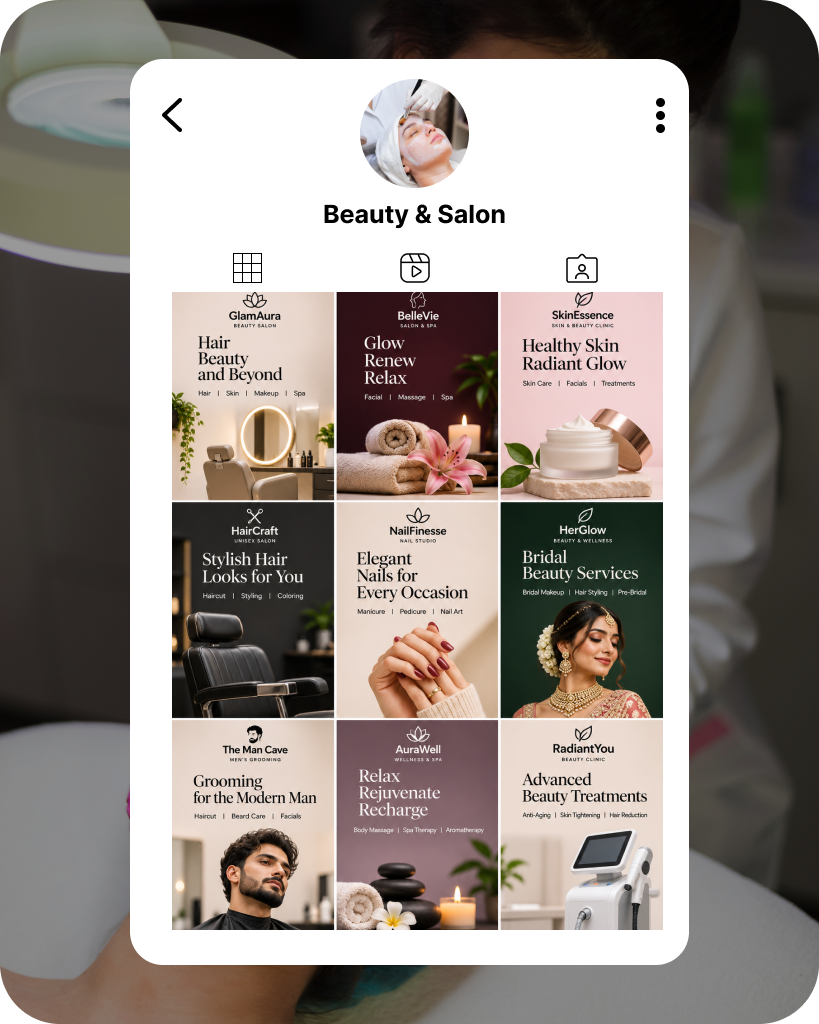 Beauty & Salon
GlamAura
BEAUTY SALON
Hair
Beauty
and Beyond
Hair | Skin | Makeup | Spa
BelleVie
SALON & SPA
Glow
Renew
Relax
Facial | Massage | Spa
SkinEssence
SKIN & BEAUTY CLINIC
Healthy Skin
Radiant Glow
Skin Care | Facials | Treatments
HairCraft
UNISEX SALON
Stylish Hair
Looks for You
Haircut | Styling | Coloring
NailFinesse
NAIL STUDIO
Elegant
Nails for
Every Occasion
Manicure | Pedicure | Nail Art
HerGlow
BEAUTY & WELLNESS
Bridal
Beauty Services
Bridal Makeup | Hair Styling | Pre-Bridal
The Man Cave
MEN'S GROOMING
Grooming
for the Modern Man
Haircut | Beard Care | Facials
AuraWell
WELLNESS & SPA
Relax
Rejuvenate
Recharge
Body Massage | Spa Therapy | Aromatherapy
RadiantYou
BEAUTY CLINIC
Advanced
Beauty Treatments
Anti-Aging | Skin Tightening | Hair Reduction